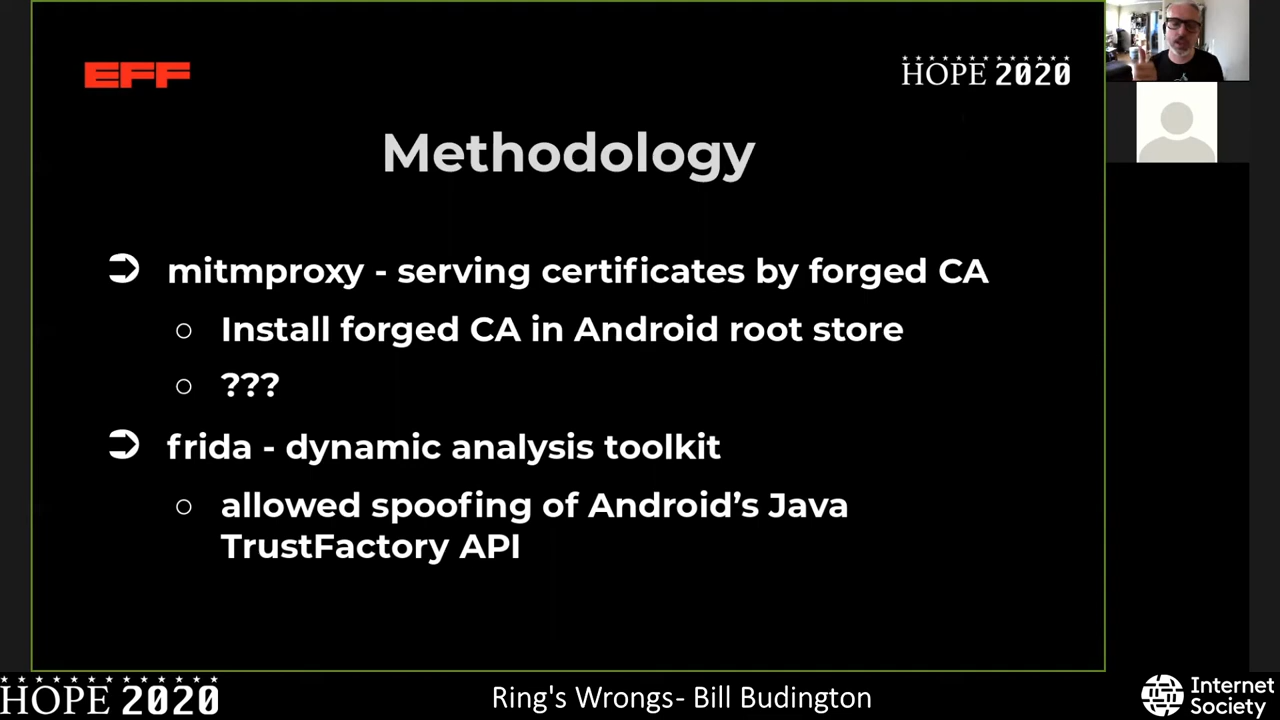 EFF
HOPE 2020
Methodology
mitmproxy - serving certificates by forged CA
Install forged CA in Android root store
???
frida - dynamic analysis toolkit
allowed spoofing of Android’s Java
TrustFactory API
HOPE 2020
Ring's Wrongs- Bill Budington
Internet
Society